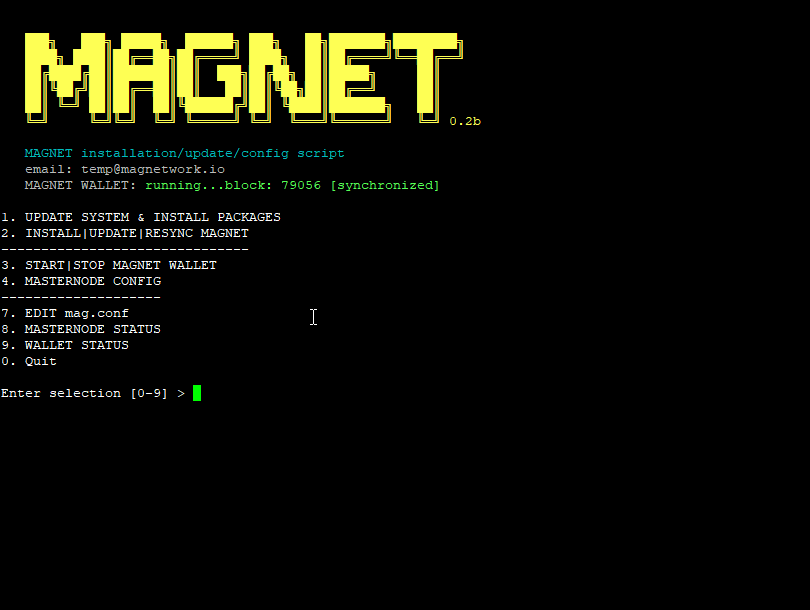 MAGNET 0.2b
MAGNET installation/update/config script
email: temp@magnetwork.io
MAGNET WALLET: running...block: 79056 [synchronized]
1. UPDATE SYSTEM & INSTALL PACKAGES
2. INSTALL|UPDATE|RESYNC MAGNET
-------------------------------
3. START|STOP MAGNET WALLET
4. MASTERNODE CONFIG
--------------------
7. EDIT mag.conf
8. MASTERNODE STATUS
9. WALLET STATUS
0. Quit
Enter selection [0-9] >